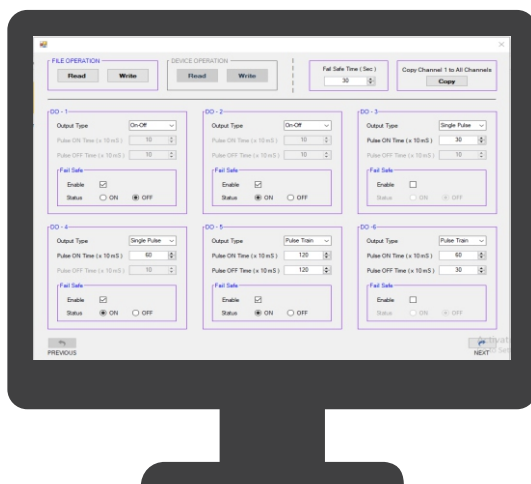 FILE OPERATION
Read Write
DEVICE OPERATION
Read Write
Fail Safe Time ( Sec )
30
Copy Channel 1 to All Channels
Copy
DO - 1
Output Type On-Off
Pulse ON Time ( x 10 mS ) 10
Pulse OFF Time ( x 10 mS ) 10
Fail Safe
Enable
Status ON OFF
DO - 2
Output Type On-Off
Pulse ON Time ( x 10 mS ) 10
Pulse OFF Time ( x 10 mS ) 10
Fail Safe
Enable
Status ON OFF
DO - 3
Output Type Single Pulse
Pulse ON Time ( x 10 mS ) 30
Pulse OFF Time ( x 10 mS ) 10
Fail Safe
Enable
Status ON OFF
DO - 4
Output Type Single Pulse
Pulse ON Time ( x 10 mS ) 60
Pulse OFF Time ( x 10 mS ) 10
Fail Safe
Enable
Status ON OFF
DO - 5
Output Type Pulse Train
Pulse ON Time ( x 10 mS ) 120
Pulse OFF Time ( x 10 mS ) 120
Fail Safe
Enable
Status ON OFF
DO -6
Output Type Pulse Train
Pulse ON Time ( x 10 mS ) 60
Pulse OFF Time ( x 10 mS ) 30
Fail Safe
Enable
Status ON OFF
PREVIOUS
NEXT